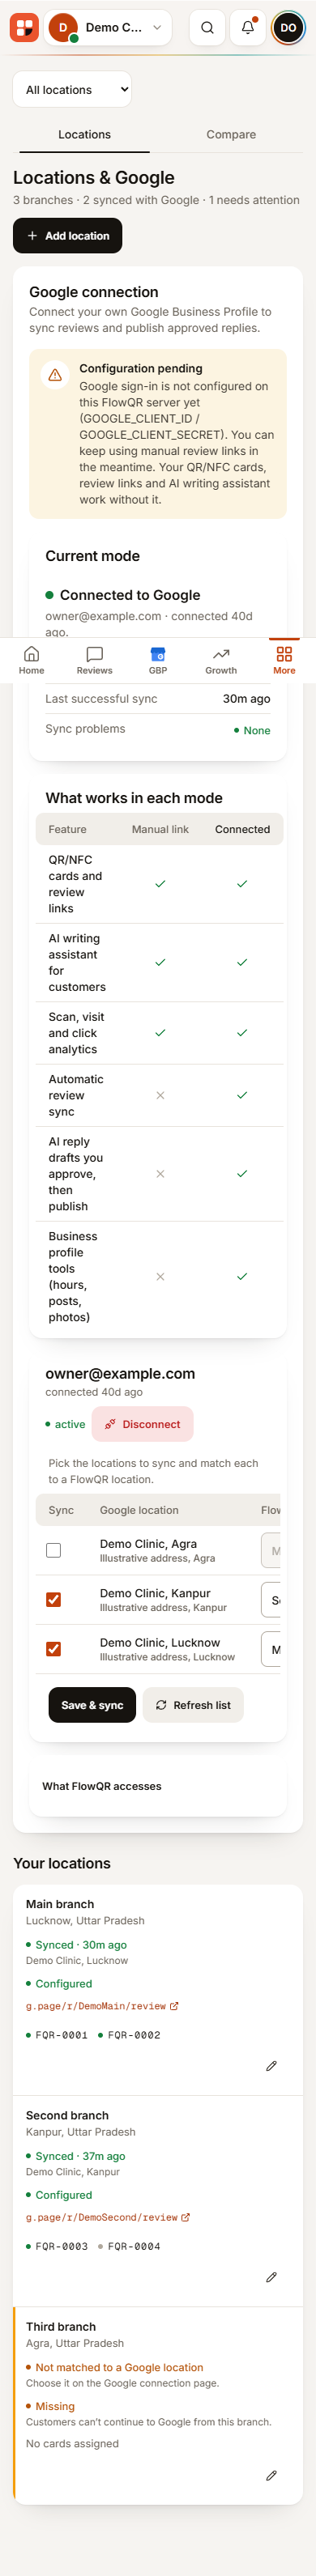 D Demo C... DO
All locations
Locations Compare
Locations & Google
3 branches · 2 synced with Google · 1 needs attention
+ Add location
Google connection
Connect your own Google Business Profile to
sync reviews and publish approved replies.
Configuration pending
Google sign-in is not configured on
this FlowQR server yet
(GOOGLE_CLIENT_ID /
GOOGLE_CLIENT_SECRET). You can
keep using manual review links in
the meantime. Your QR/NFC cards,
review links and AI writing assistant
work without it.
Current mode
Connected to Google
owner@example.com · connected 40d
ago.
Home Reviews GBP Growth More
Last successful sync 30m ago
Sync problems None
What works in each mode
Feature Manual link Connected
QR/NFC
cards and
review
links
AI writing
assistant
for
customers
Scan, visit
and click
analytics
Automatic
review
sync
AI reply
drafts you
approve,
then
publish
Business
profile
tools
(hours,
posts,
photos)
owner@example.com
connected 40d ago
active Disconnect
Pick the locations to sync and match each
to a FlowQR location.
Sync Google location Flow
Demo Clinic, Agra M
Illustrative address, Agra
Demo Clinic, Kanpur Se
Illustrative address, Kanpur
Demo Clinic, Lucknow M
Illustrative address, Lucknow
Save & sync Refresh list
What FlowQR accesses
Your locations
Main branch
Lucknow, Uttar Pradesh
Synced · 30m ago
Demo Clinic, Lucknow
Configured
g.page/r/DemoMain/review
FQR-0001 FQR-0002
Second branch
Kanpur, Uttar Pradesh
Synced · 37m ago
Demo Clinic, Kanpur
Configured
g.page/r/DemoSecond/review
FQR-0003 FQR-0004
Third branch
Agra, Uttar Pradesh
Not matched to a Google location
Choose it on the Google connection page.
Missing
Customers can't continue to Google from this branch.
No cards assigned